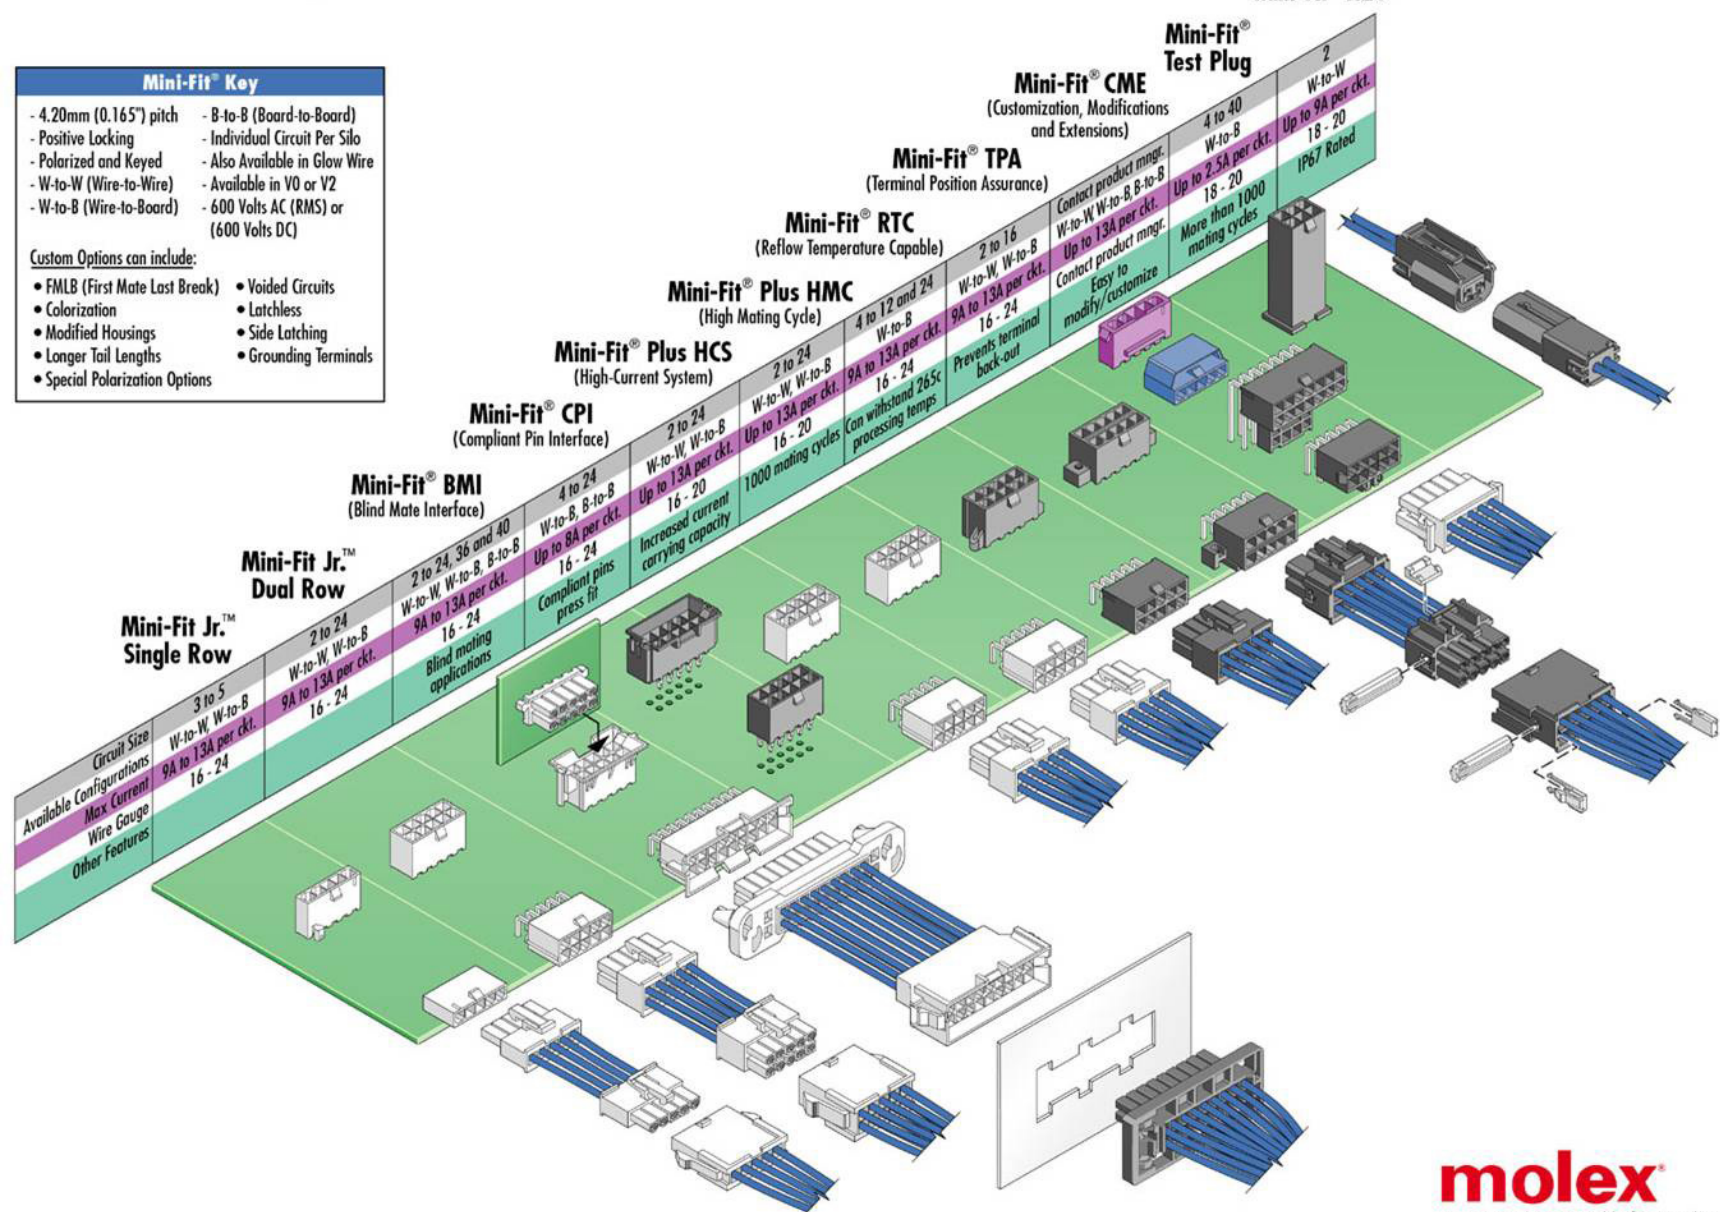 Mini-Fit® Key
- 4.20mm (0.165") pitch
- Positive Locking
- Polarized and Keyed
- W-to-W (Wire-to-Wire)
- W-to-B (Wire-to-Board)
- B-to-B (Board-to-Board)
- Individual Circuit Per Silo
- Also Available in Glow Wire
- Available in V0 or V2
- 600 Volts AC (RMS) or
(600 Volts DC)
Custom Options can include:
• FMLB (First Mate Last Break)
• Colorization
• Modified Housings
• Longer Tail Lengths
• Special Polarization Options
• Voided Circuits
• Latchless
• Side Latching
• Grounding Terminals
Circuit Size
Available Configurations
Max Current
Wire Gauge
Other Features
Mini-Fit Jr.™
Single Row
3 to 5
W-to-W, W-to-B
9A to 13A per ckt.
16 - 24
Mini-Fit Jr.™
Dual Row
2 to 24
W-to-W, W-to-B
9A to 13A per ckt.
16 - 24
Mini-Fit® BMI
(Blind Mate Interface)
2 to 24, 36 and 40
W-to-W, W-to-B, B-to-B
9A to 13A per ckt.
16 - 24
Blind mating
applications
Mini-Fit® CPI
(Compliant Pin Interface)
4 to 24
W-to-B, B-to-B
Up to 8A per ckt.
16 - 24
Compliant pins
press fit
Mini-Fit® Plus HCS
(High-Current System)
2 to 24
W-to-W, W-to-B
Up to 13A per ckt.
16 - 20
Increased current
carrying capacity
Mini-Fit® Plus HMC
(High Mating Cycle)
2 to 24
W-to-W, W-to-B
Up to 13A per ckt.
16 - 20
1000 mating cycles
Mini-Fit® RTC
(Reflow Temperature Capable)
4 to 12 and 24
W-to-B
9A to 13A per ckt.
16 - 24
Can withstand 265c
processing temps
Mini-Fit® TPA
(Terminal Position Assurance)
2 to 16
W-to-W, W-to-B
9A to 13A per ckt.
16 - 24
Prevents terminal
back-out
Mini-Fit® CME
(Customization, Modifications
and Extensions)
Contact product mngr.
W-to-W, W-to-B, B-to-B
Up to 13A per ckt.
Contact product mngr.
Easy to
modify/customize
Mini-Fit®
Test Plug
4 to 40
W-to-B
Up to 2.5A per ckt.
18 - 20
More than 1000
mating cycles
2
W-to-W
Up to 9A per ckt.
18 - 20
IP67 Rated
molex®